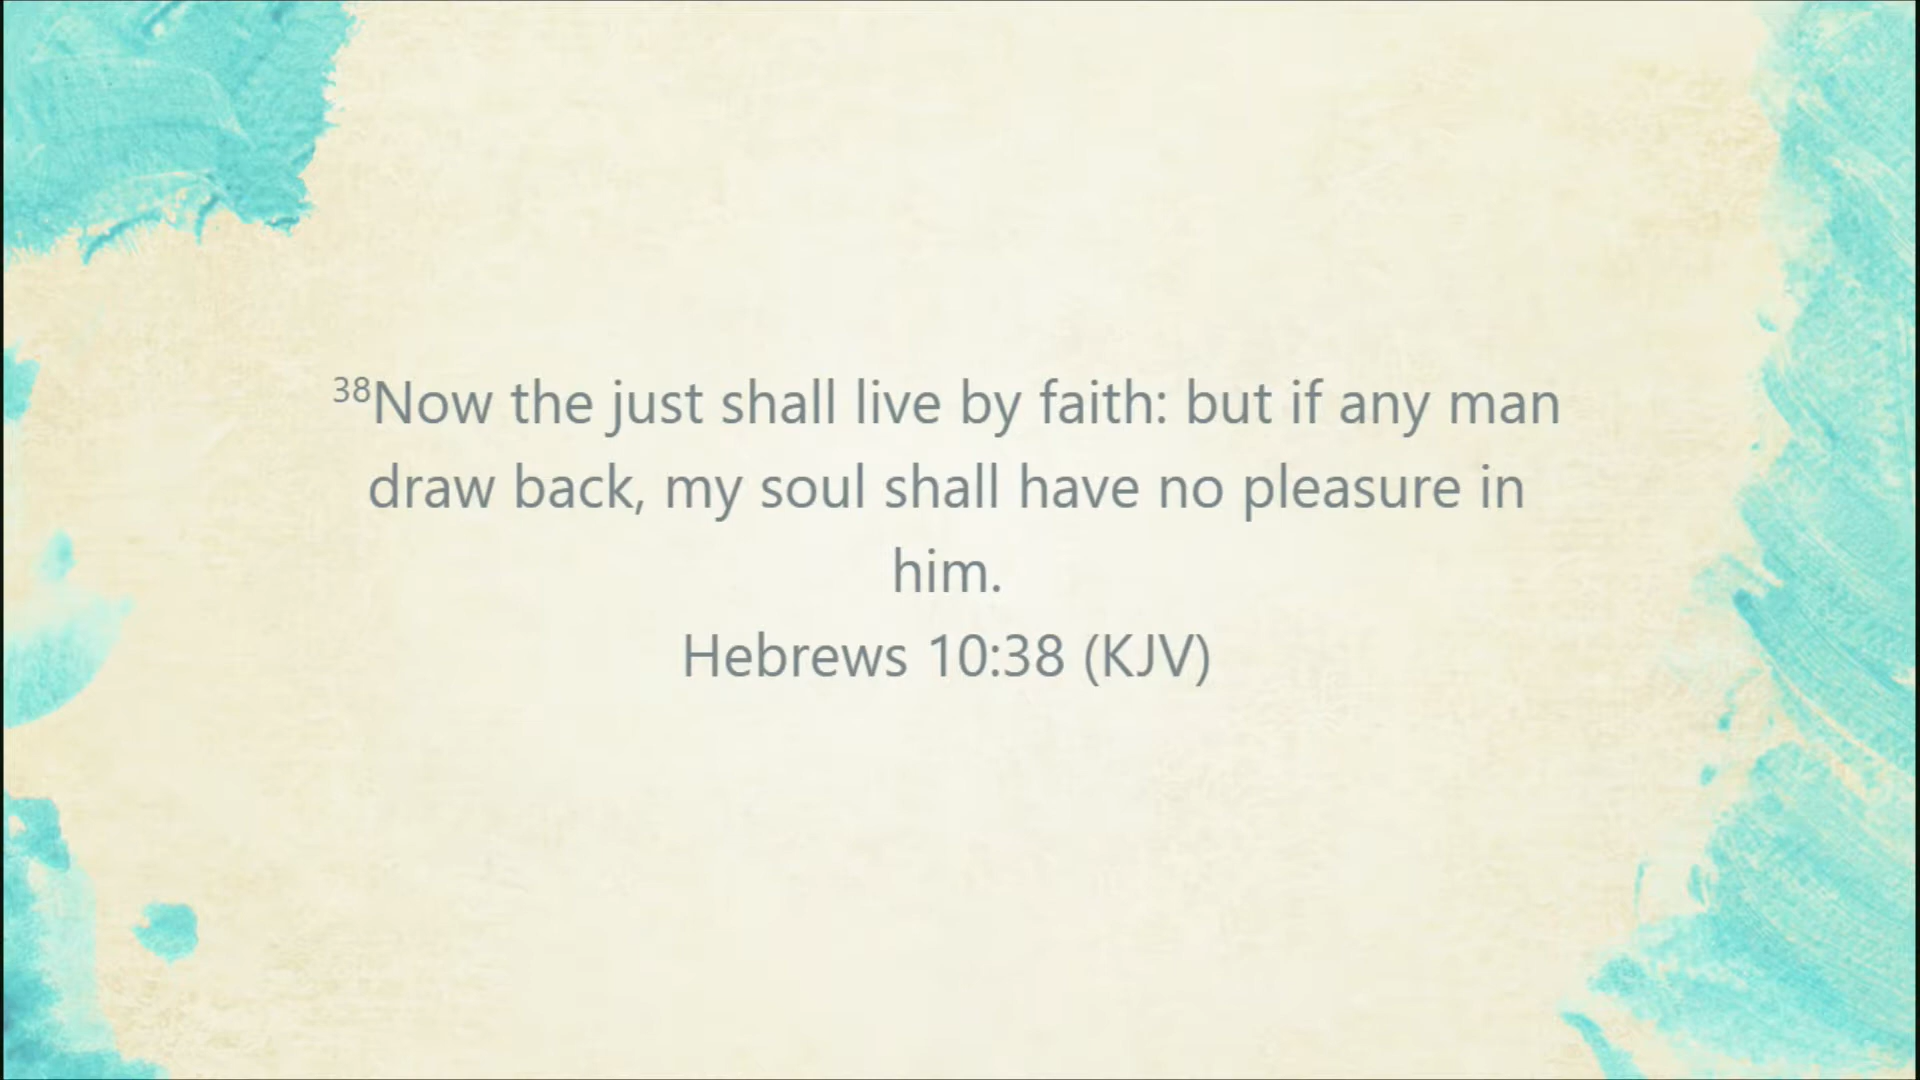 38Now the just shall live by faith: but if any man
draw back, my soul shall have no pleasure in
him.
Hebrews 10:38 (KJV)